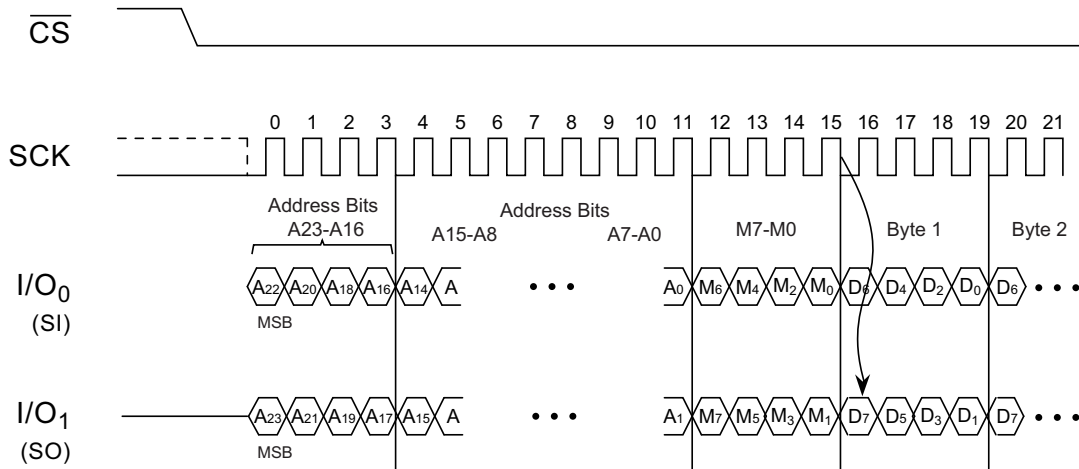 CS
SCK
0 1 2 3 4 5 6 7 8 9 10 11 12 13 14 15 16 17 18 19 20 21
Address Bits
A23-A16
Address Bits
A15-A8
A7-A0
M7-M0
Byte 1
Byte 2
I/O0
(SI)
A22 A20 A18 A16 A14 A • • • A0 M6 M4 M2 M0 D6 D4 D2 D0 D6 • • •
MSB
I/O1
(SO)
A23 A21 A19 A17 A15 A • • • A1 M7 M5 M3 M1 D7 D5 D3 D1 D7 • • •
MSB